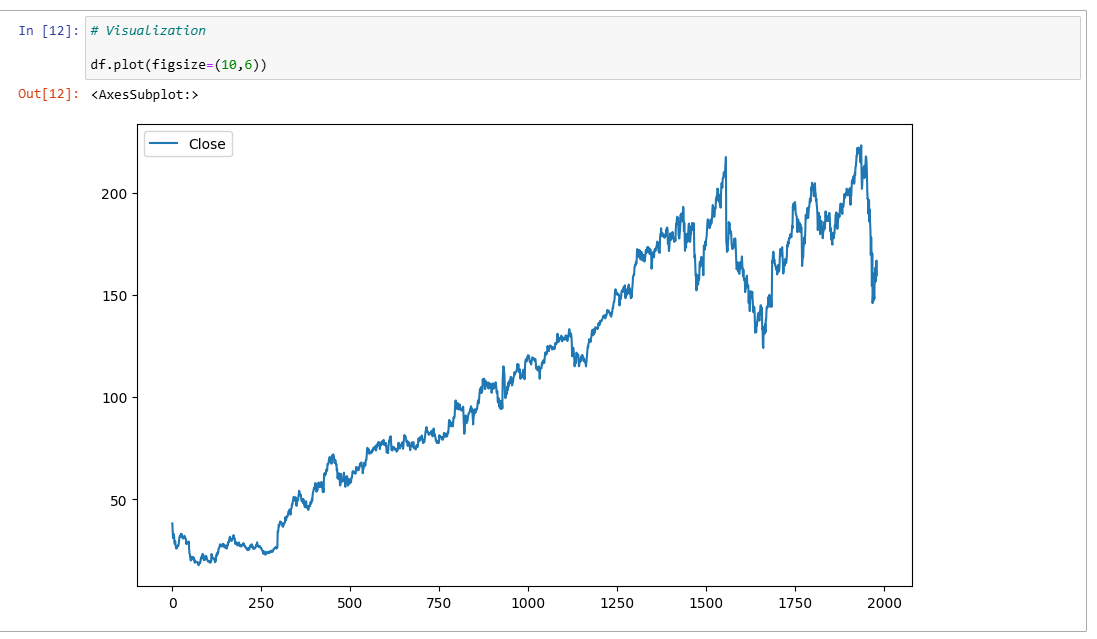 In [12]: # Visualization
df.plot(figsize=(10,6))
Out[12]: <AxesSubplot:>
Close
200
150
100
50
0 250 500 750 1000 1250 1500 1750 2000